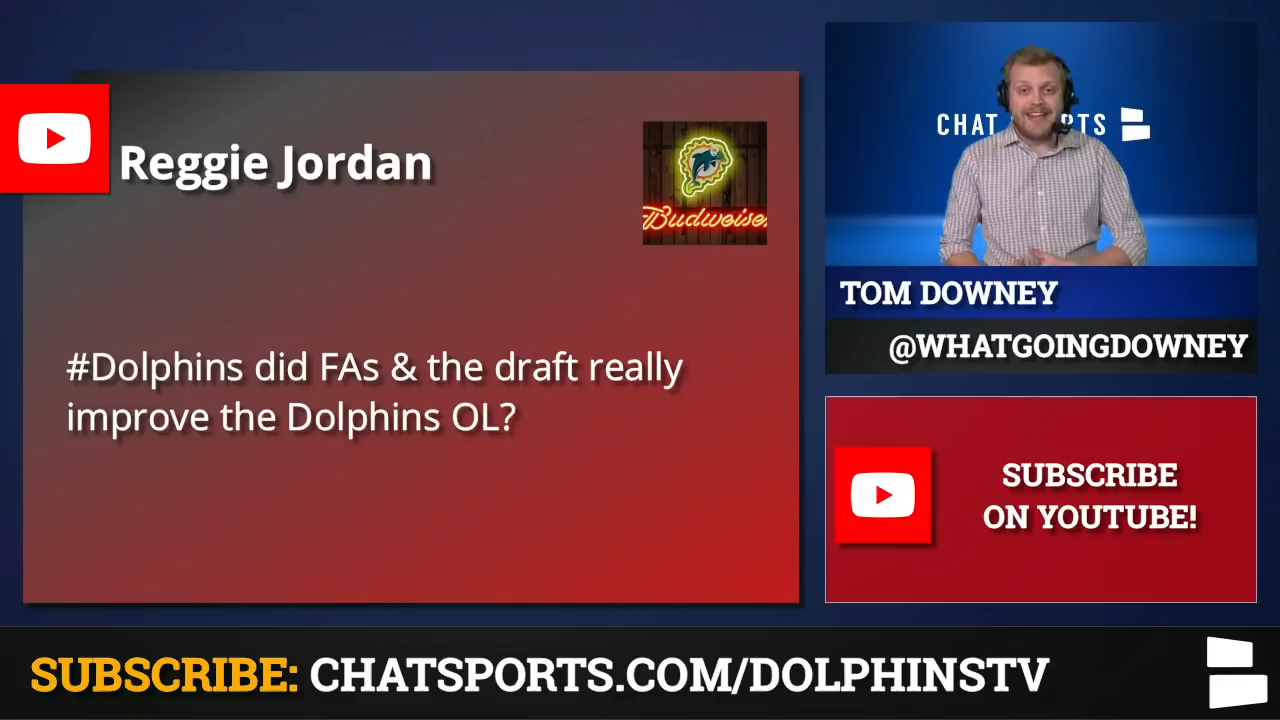 Reggie Jordan
Budweiser
#Dolphins did FAs & the draft really
improve the Dolphins OL?
CHAT SPORTS
TOM DOWNEY
@WHATGOINGDOWNEY
SUBSCRIBE
ON YOUTUBE!
SUBSCRIBE: CHATSPORTS.COM/DOLPHINSTV